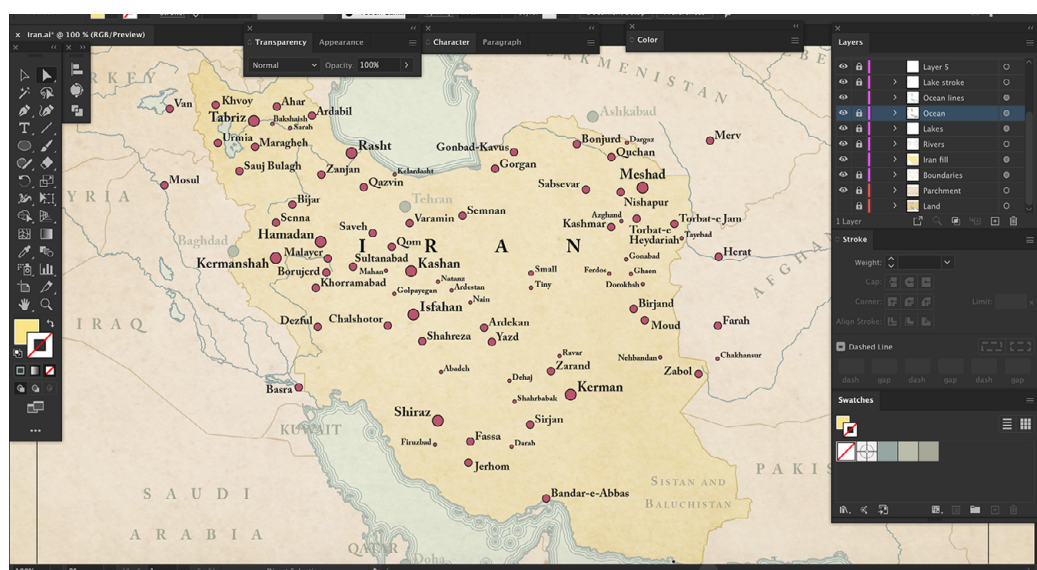 Iran.ai* @ 100 % (RGB/Preview)
Transparency
Appearance
Normal
Opacity:
100%
Character
Paragraph
Color
Layers
Layer 5
Lake stroke
Ocean lines
Ocean
Lakes
Rivers
Iran fill
Boundaries
Parchment
Land
1 Layer
Stroke
Weight:
Cap:
Corner:
Limit:
Align Stroke:
Dashed Line
dash gap dash gap dash gap
Swatches
TURKMENISTAN
Van
Khvoy
Ahar
Tabriz
Bakshaish
Ardabil
Sarab
Urmia
Maragheh
Rasht
Sauj Bulagh
Zanjan
Kelardasht
Qazvin
Mosul
Ashkabad
Gonbad-Kavus
Bonjurd
Dargaz
Merv
Gorgan
Quchan
Meshad
Sabsevar
Nishapur
Tehran
Bijar
Senna
Varamin
Semnan
Azghand
Kashmar
Torbat-e Jam
Torbat-e
Heydariah
Tayebad
Baghdad
Hamadan
Saveh
IRAN
Malayer
Qom
Sultanabad
Kermanshah
Mahan
Kashan
Borujerd
Khorramabad
Natanz
Ardestan
Golpayegan
Nain
Small
Tiny
Gonabad
Ferdos
Ghaen
Dorokhsh
Herat
Isfahan
IRAQ
Dezful
Chalshotor
Ardekan
Shahreza
Yazd
Birjand
Moud
Farah
Ravar
Nehbandan
Chakhansur
Abadeh
Zarand
Dehaj
Zabol
Basra
Kerman
Shahrbabak
Shiraz
Sirjan
KUWAIT
Firuzbad
Fassa
Darab
Jerhom
SAUDI
ARABIA
Bandar-e-Abbas
Sistan and
Baluchistan
QATAR
Doha